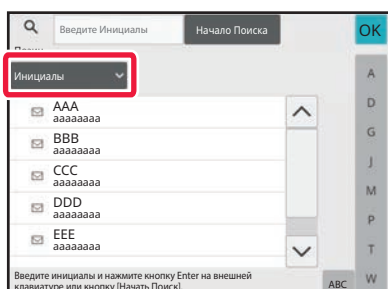 Введите Инициалы
Начало Поиска
OK
Инициалы
AAA
aaaaaaaa
BBB
aaaaaaaa
CCC
aaaaaaaa
DDD
aaaaaaaa
EEE
aaaaaaaa
A
D
G
J
M
P
T
W
Введите инициалы и нажмите кнопку Enter на внешней
клавиатуре или кнопку [Начать Поиск].
ABC